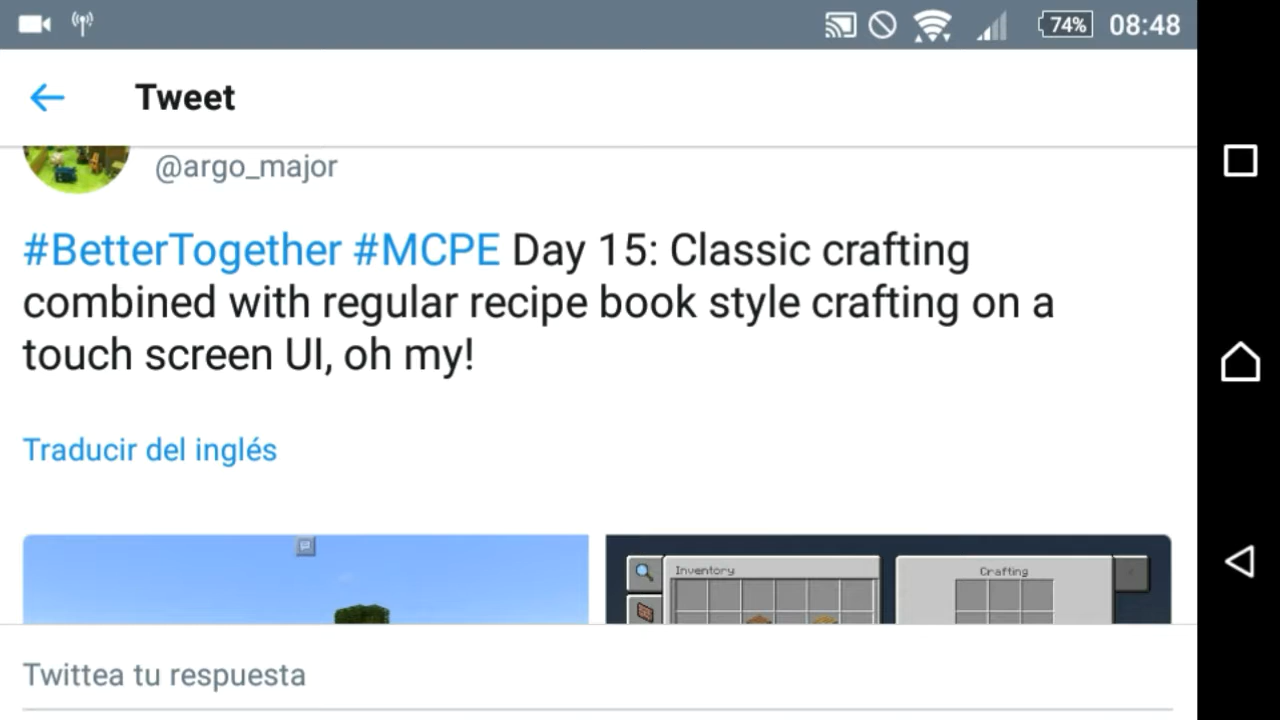 74% 08:48
Tweet
@argo_major
#BetterTogether #MCPE Day 15: Classic crafting
combined with regular recipe book style crafting on a
touch screen UI, oh my!
Traducir del inglés
Inventory
Crafting
Twittea tu respuesta